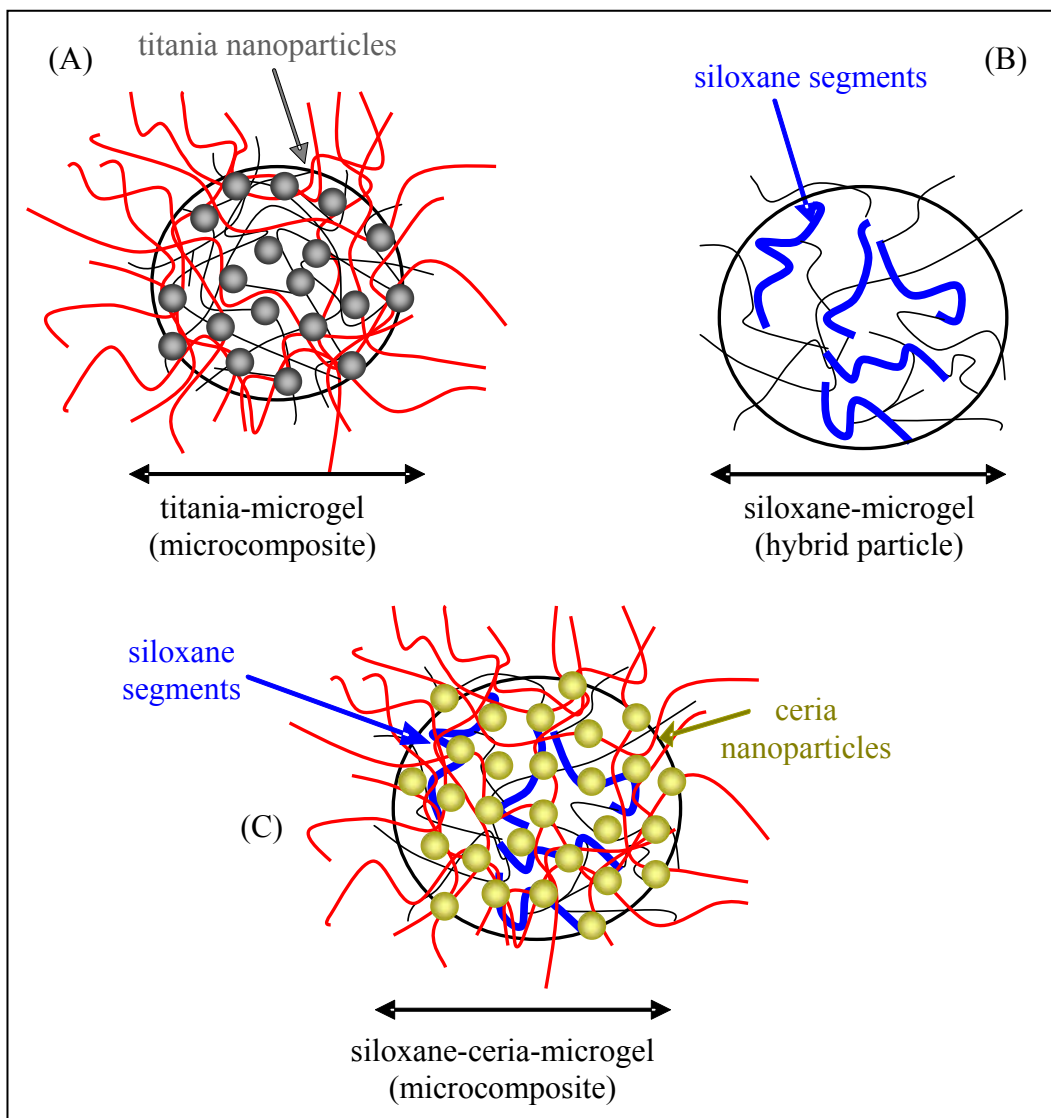 (A)
titania nanoparticles
(B)
siloxane segments
titania-microgel
(microcomposite)
siloxane-microgel
(hybrid particle)
siloxane
segments
ceria
nanoparticles
(C)
siloxane-ceria-microgel
(microcomposite)